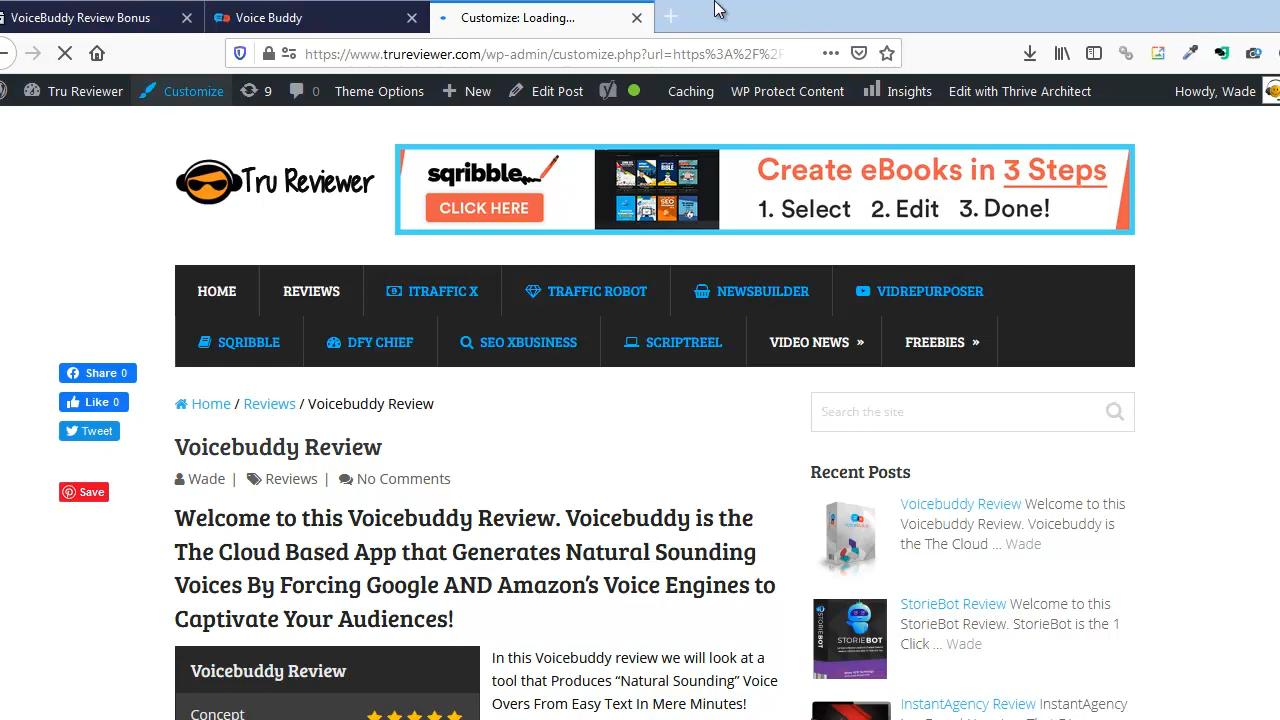 VoiceBuddy Review Bonus
Voice Buddy
Customize: Loading...
https://www.trureviewer.com/wp-admin/customize.php?url=https%3A%2F%2F
Tru Reviewer
Customize
9
0
Theme Options
New
Edit Post
Caching
WP Protect Content
Insights
Edit with Thrive Architect
Howdy, Wade
Tru Reviewer
sqribble
CLICK HERE
Create eBooks in 3 Steps
1. Select 2. Edit 3. Done!
HOME
REVIEWS
ITRAFFIC X
TRAFFIC ROBOT
NEWSBUILDER
VIDREPURPOSER
SQRIBBLE
DFY CHIEF
SEO XBUSINESS
SCRIPTREEL
VIDEO NEWS »
FREEBIES »
Share 0
Like 0
Tweet
Save
Home / Reviews / Voicebuddy Review
Voicebuddy Review
Wade | Reviews | No Comments
Welcome to this Voicebuddy Review. Voicebuddy is the
The Cloud Based App that Generates Natural Sounding
Voices By Forcing Google AND Amazon's Voice Engines to
Captivate Your Audiences!
Voicebuddy Review
Concept
In this Voicebuddy review we will look at a
tool that Produces “Natural Sounding” Voice
Overs From Easy Text In Mere Minutes!
Search the site
Recent Posts
Voicebuddy Review Welcome to this
Voicebuddy Review. Voicebuddy is
the The Cloud ... Wade
StorieBot Review Welcome to this
StorieBot Review. StorieBot is the 1
Click ... Wade
STORIEBOT
InstantAgency Review InstantAgency